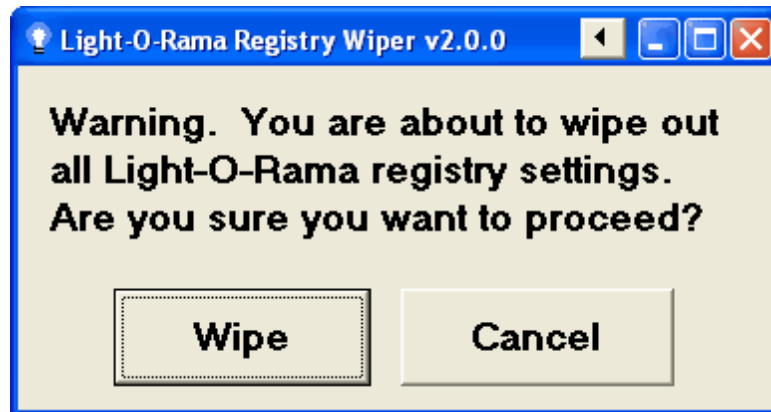 Light-O-Rama Registry Wiper v2.0.0
Warning.  You are about to wipe out
all Light-O-Rama registry settings.
Are you sure you want to proceed?
Wipe Cancel